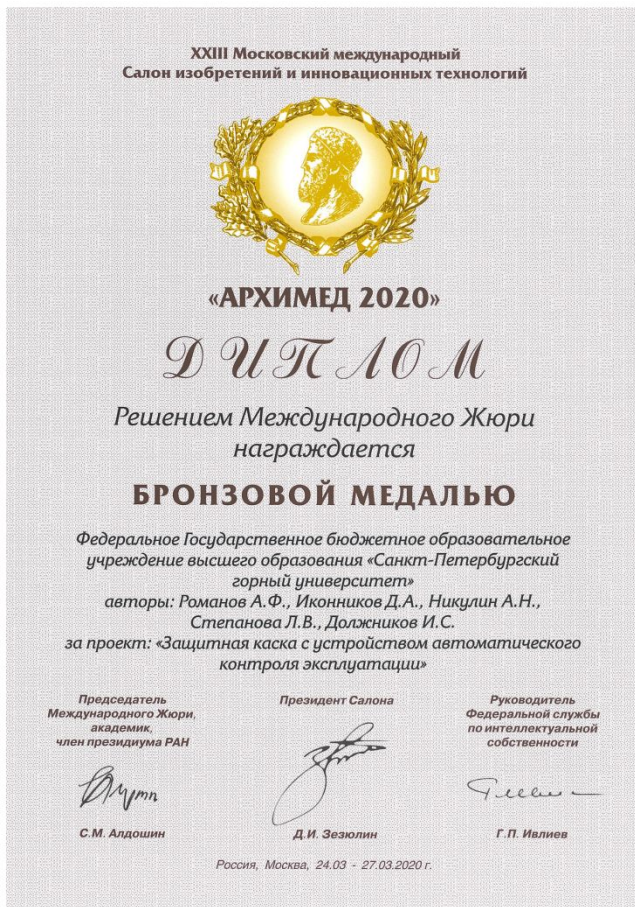 XXIII Московский международный
Салон изобретений и инновационных технологий
«АРХИМЕД 2020»
ДИПЛОМ
Решением Международного Жюри
награждается
БРОНЗОВОЙ МЕДАЛЬЮ
Федеральное Государственное бюджетное образовательное
учреждение высшего образования «Санкт-Петербургский
горный университет»
авторы: Романов А.Ф., Иконников Д.А., Никулин А.Н.,
Степанова Л.В., Должников И.С.
за проект: «Защитная каска с устройством автоматического
контроля эксплуатации»
Председатель
Международного Жюри,
академик,
член президиума РАН
С.М. Алдошин
Президент Салона
Д.И. Зезюлин
Руководитель
Федеральной службы
по интеллектуальной
собственности
Г.П. Ивлиев
Россия, Москва, 24.03 - 27.03.2020 г.